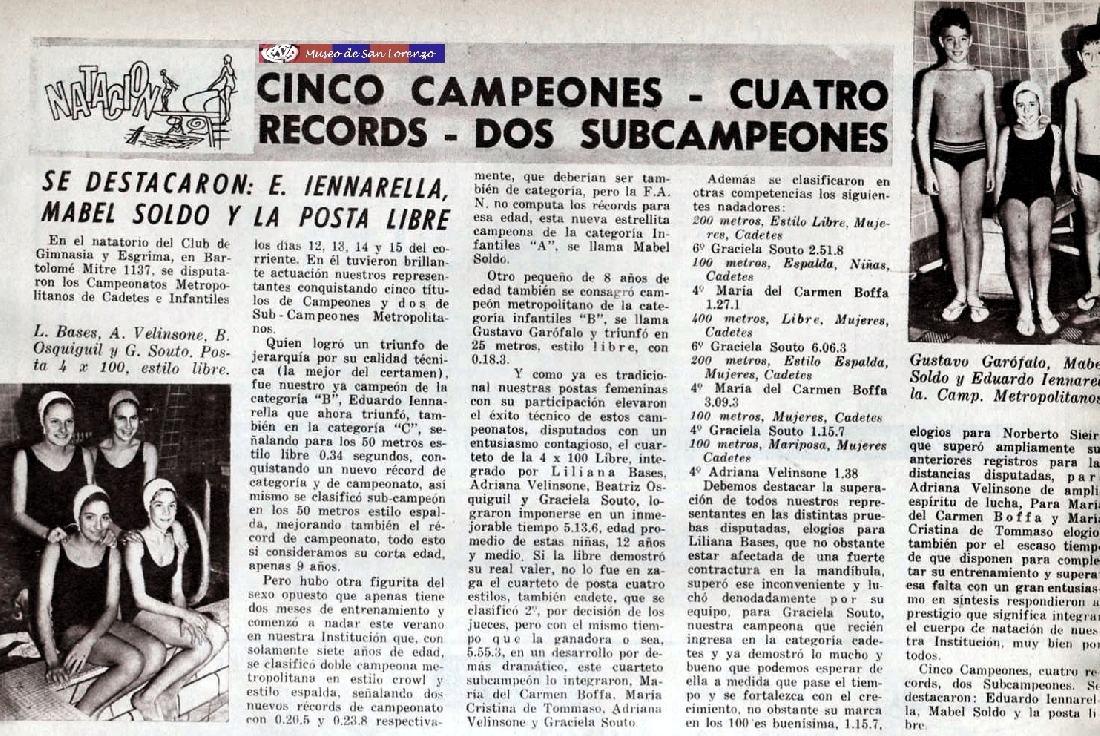 Museo de San Lorenzo
NATACION
CINCO CAMPEONES - CUATRO
RECORDS - DOS SUBCAMPEONES
SE DESTACARON: E. IENNARELLA,
MABEL SOLDO Y LA POSTA LIBRE
En el natatorio del Club de
Gimnasia y Esgrima, en Bar-
tolomé Mitre 1137, se disputa-
ron los Campeonatos Metropo-
litanos de Cadetes e Infantiles
L. Bases, A. Velinsone, B.
Osquiguil y G. Souto. Pos-
ta 4 x 100, estilo libre.
los días 12, 13, 14 y 15 del co-
rriente. En él tuvieron brillan-
te actuación nuestros represen-
tantes conquistando cinco títu-
los de Campeones y dos de
Sub-Campeones Metropolita-
nos.
Quien logró un triunfo de
jerarquía por su calidad técni-
ca (la mejor del certamen),
fue nuestro ya campeón de la
categoría "B", Eduardo Ienna-
rella que ahora triunfó, tam-
bién en la categoría "C", se-
ñalando para los 50 metros es-
tilo libre 0.34 segundos, con-
quistando un nuevo récord de
categoría y de campeonato, así
mismo se clasificó sub-campeón
en los 50 metros estilo espal-
da, mejorando también el ré-
cord de campeonato, todo esto
si consideramos su corta edad,
apenas 9 años.
Pero hubo otra figurita del
sexo opuesto que apenas tiene
dos meses de entrenamiento y
comenzó a nadar este verano
en nuestra Institución que, con
solamente siete años de edad,
se clasificó doble campeona me-
tropolitana en estilo crowl y
estilo espalda, señalando dos
nuevos récords de campeonato
con 0.20,5 y 0.23.8 respectiva-
mente, que deberían ser tam-
bién de categoría, pero la F.A.
N. no computa los récords para
esa edad, esta nueva estrellita
campeona de la categoría In-
fantiles "A", se llama Mabel
Soldo.
Otro pequeño de 8 años de
edad también se consagró cam-
peón metropolitano de la cate-
goría infantiles "B", se llama
Gustavo Garófalo y triunfó en
25 metros, estilo libre, con
0.18.3.
Y como ya es tradicio-
nal nuestras postas femeninas
con su participación elevaron
el éxito técnico de estos cam-
peonatos, disputados con un
entusiasmo contagioso, el cuar-
teto de la 4 x 100 Libre, inte-
grado por Liliana Bases,
Adriana Velinsone, Beatriz Os-
quiguil y Graciela Souto, lo-
graron imponerse en un inme-
jorable tiempo 5.13.6, edad pro-
medio de estas niñas, 12 años
y medio. Si la libre demostró
su real valer, no lo fue en za-
ga el cuarteto de posta cuatro
estilos, también cadete, que se
clasificó 2º, por decisión de los
jueces, pero con el mismo tiem-
po que la ganadora o sea,
5.55.3, en un desarrollo por de-
más dramático, este cuarteto
subcampeón lo integraron, Ma-
ría del Carmen Boffa, María
Cristina de Tommaso, Adriana
Velinsone y Graciela Souto.
Además se clasificaron en
otras competencias los siguien-
tes nadadores:
200 metros, Estilo Libre, Muje-
res, Cadetes
6º Graciela Souto 2.51.8
100 metros, Espalda, Niñas,
Cadetes
4º María del Carmen Boffa
1.27.1
400 metros, Libre, Mujeres,
Cadetes
6º Graciela Souto 6.06.3
200 metros, Estilo Espalda,
Mujeres, Cadetes
4º María del Carmen Boffa
3.09.3
100 metros, Mujeres, Cadetes
4º Graciela Souto 1.15.7
100 metros, Mariposa, Mujeres
Cadetes
4º Adriana Velinsone 1.38
Debemos destacar la supera-
ción de todos nuestros repre-
sentantes en las distintas prue-
bas disputadas, elogios para
Liliana Bases, que no obstante
estar afectada de una fuerte
contractura en la mandíbula,
superó ese inconveniente y lu-
chó denodadamente por su
equipo, para Graciela Souto,
nuestra campeona que recién
ingresa en la categoría cade-
tes y ya demostró lo mucho y
bueno que podemos esperar de
ella a medida que pase el tiem-
po y se fortalezca con el cre-
cimiento, no obstante su marca
en los 100 es buenísima, 1.15.7,
Gustavo Garófalo, Mabe
Soldo y Eduardo Iennarel
la. Camp. Metropolitanos
elogios para Norberto Sieir
que superó ampliamente su
anteriores registros para la
distancias disputadas, par
Adriana Velinsone de ampli
espíritu de lucha, Para María
del Carmen Boffa y María
Cristina de Tommaso elogio
también por el escaso tiempo
de que disponen para comple
tar su entrenamiento y supera
esa falta con un gran entusias-
mo en síntesis respondieron a
prestigio que significa integrar
el cuerpo de natación de nues
tra Institución, muy bien por
todos.
Cinco Campeones, cuatro re-
cords, dos Subcampeones. Se
destacaron: Eduardo Iennarel-
la, Mabel Soldo y la posta li-
bre.